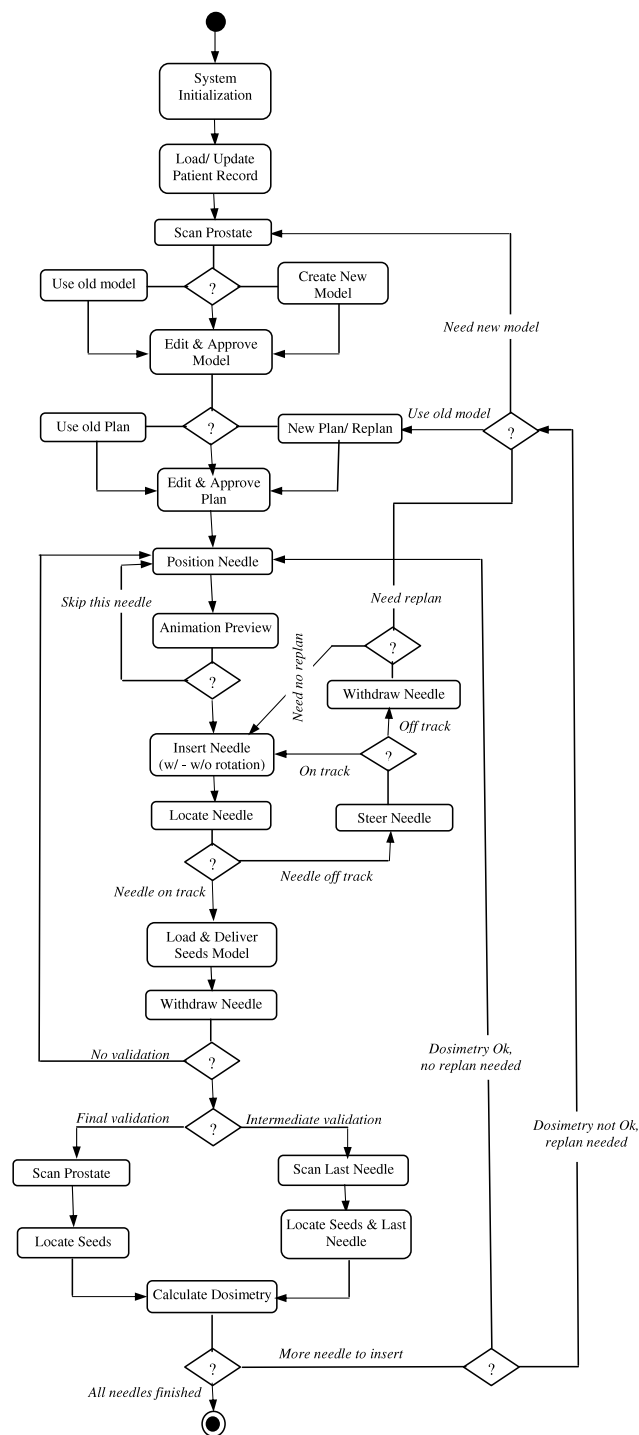 System
Initialization
Load/ Update
Patient Record
Scan Prostate
Use old model
?
Create New
Model
Need new model
Edit & Approve
Model
Use old model
Use old Plan
?
New Plan/ Replan
?
Edit & Approve
Plan
Position Needle
Skip this needle
Need replan
Animation Preview
?
Need no replan
?
Withdraw Needle
Off track
Insert Needle
(w/ - w/o rotation)
?
On track
Locate Needle
Steer Needle
?
Needle on track
Needle off track
Load & Deliver
Seeds Model
Withdraw Needle
No validation
?
Dosimetry Ok,
no replan needed
Final validation
?
Intermediate validation
Dosimetry not Ok,
replan needed
Scan Prostate
Scan Last Needle
Locate Seeds
Locate Seeds & Last
Needle
Calculate Dosimetry
?
More needle to insert
?
All needles finished